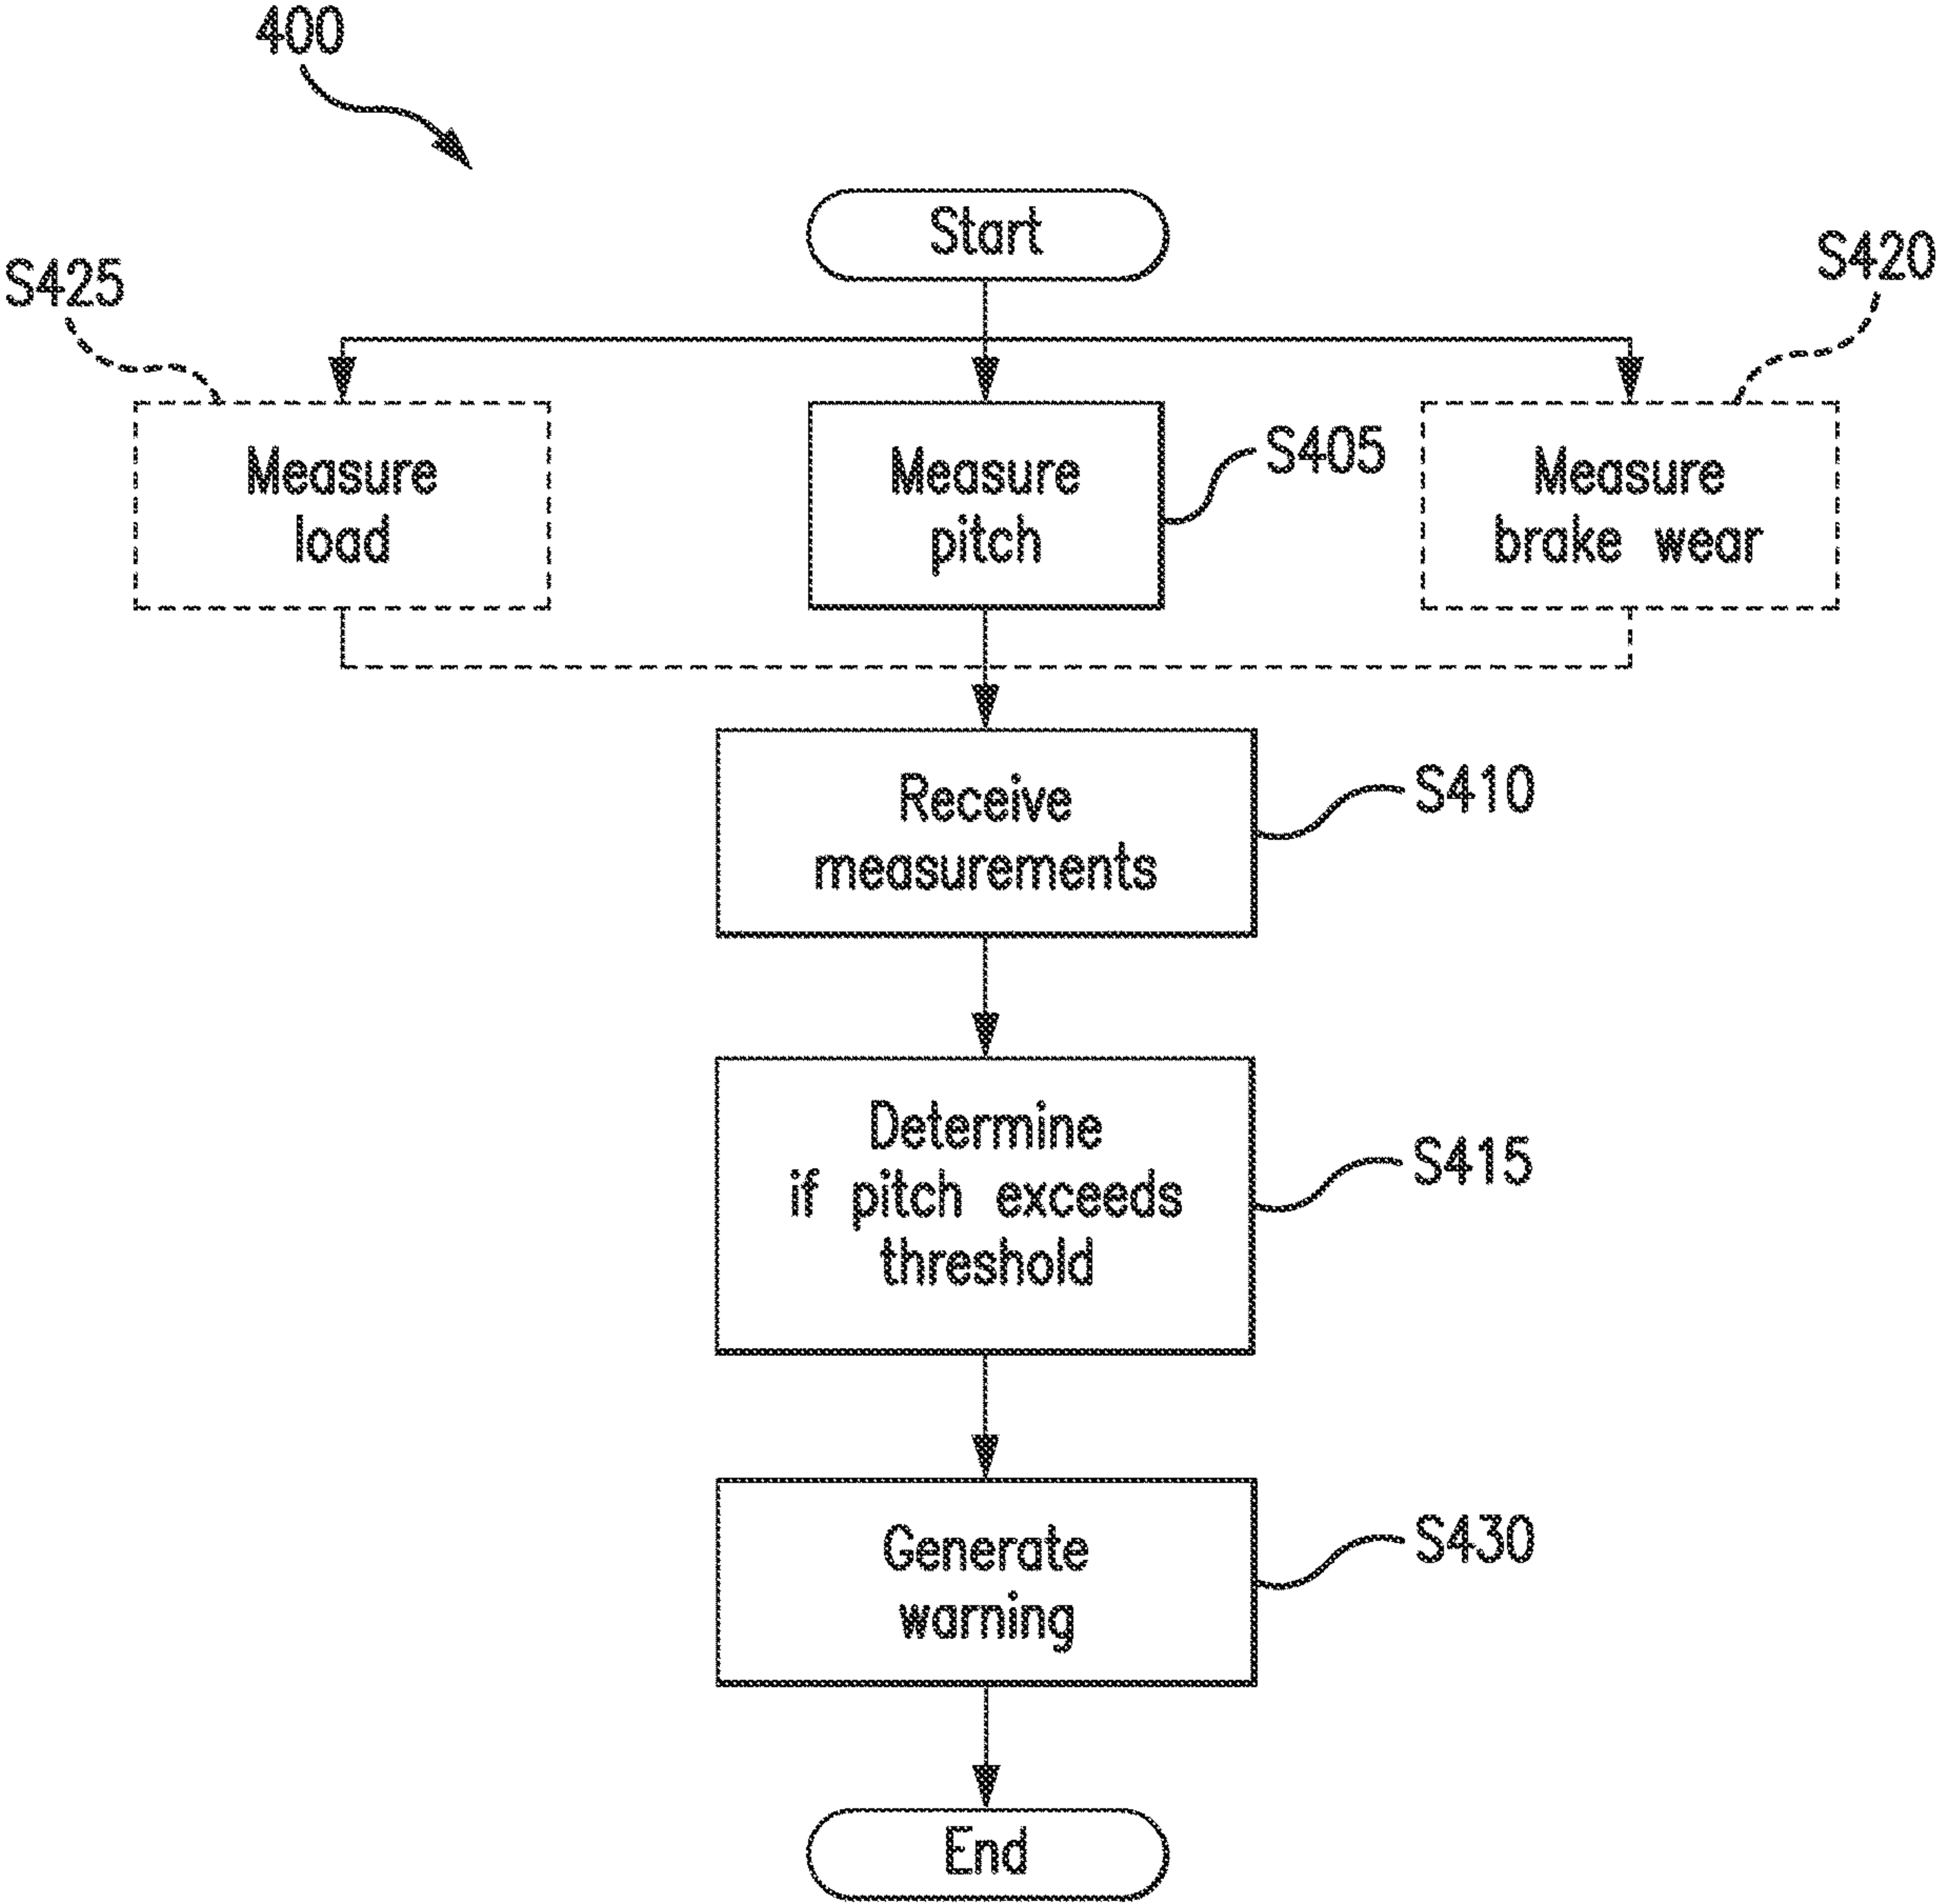 400
Start
S425
S420
Measure
load
Measure
pitch
S405
Measure
brake wear
Receive
measurements
S410
Determine
if pitch exceeds
threshold
S415
Generate
warning
S430
End